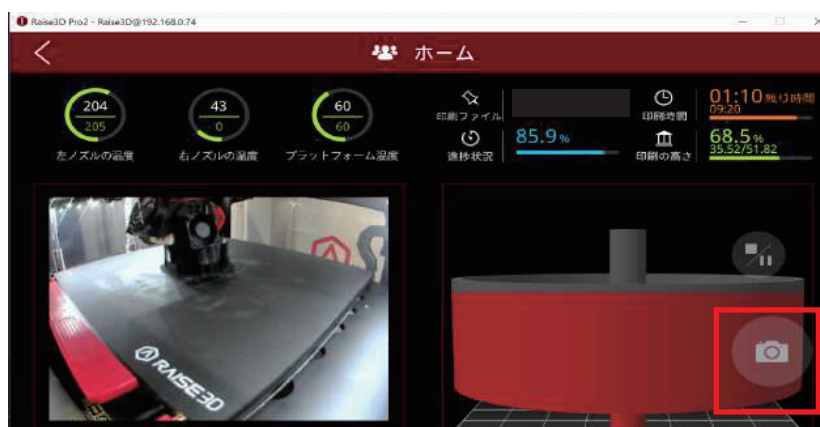 Raise3D Pro2 - Raise3D@192.168.0.74
ホーム
204
205
左ノズルの温度
43
0
右ノズルの温度
60
60
プラットフォーム温度
印刷ファイル
進捗状況
85.9%
印刷時間
01:10残り時間
09:20
印刷の高さ
68.5%
35.52/51.82
RAISE3D